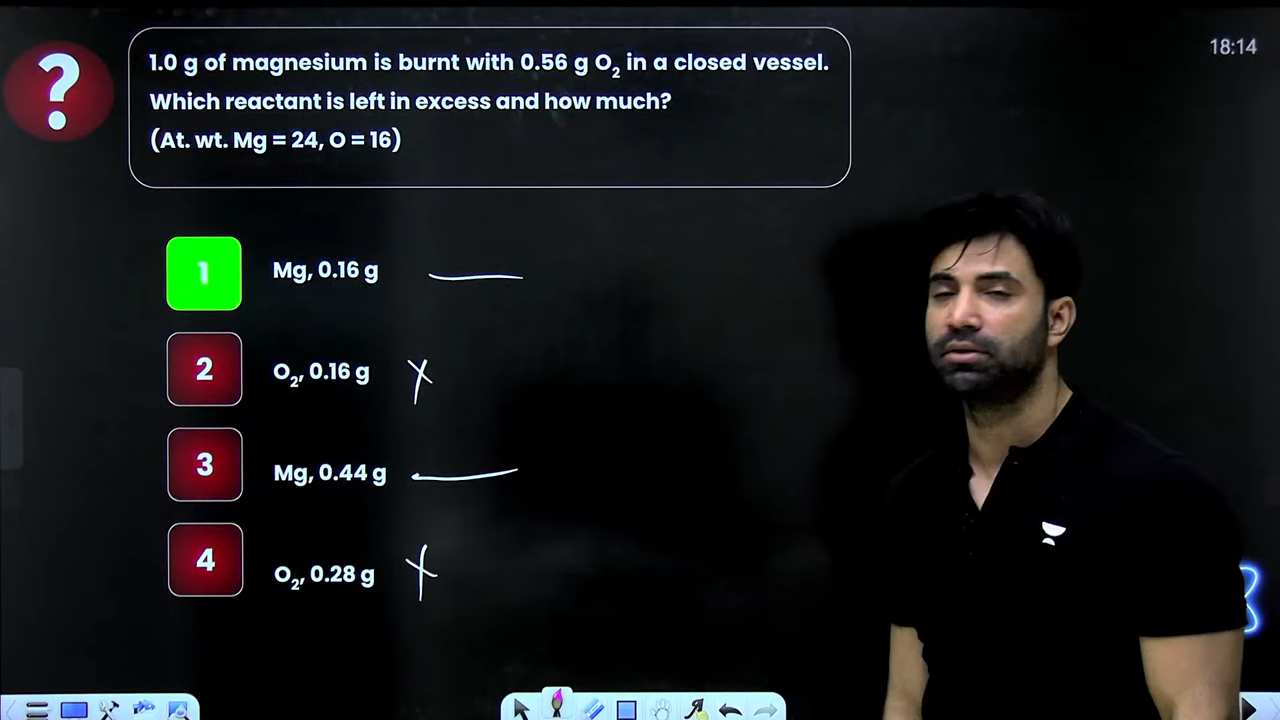 ?
1.0 g of magnesium is burnt with 0.56 g O₂ in a closed vessel.
Which reactant is left in excess and how much?
(At. wt. Mg = 24, O = 16)
18:14
1 Mg, 0.16 g
2 O₂, 0.16 g
3 Mg, 0.44 g
4 O₂, 0.28 g